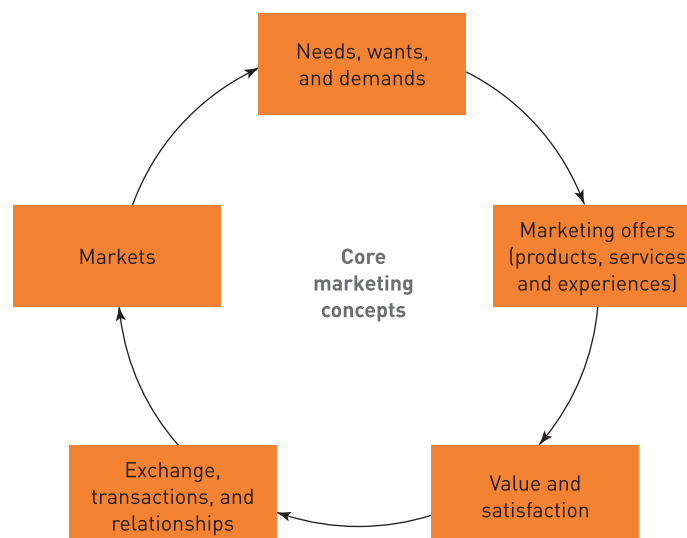 Needs, wants,
and demands
Marketing offers
(products, services
and experiences)
Value and
satisfaction
Exchange,
transactions, and
relationships
Markets
Core
marketing
concepts